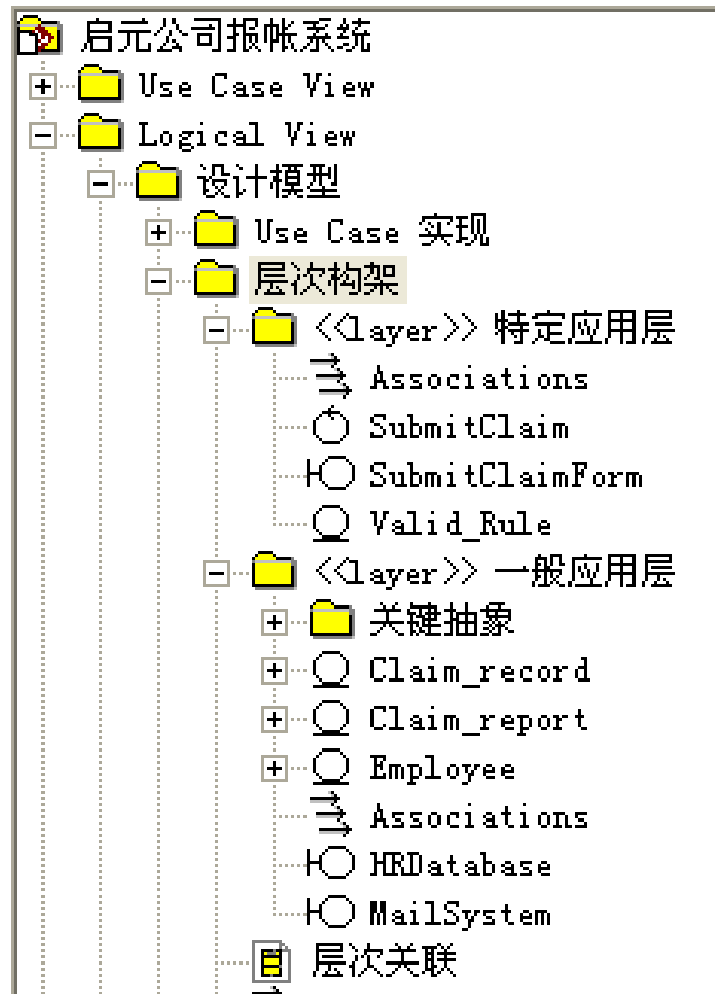 启元公司报帐系统
Use Case View
Logical View
设计模型
Use Case 实现
层次构架
<<layer>> 特定应用层
Associations
SubmitClaim
SubmitClaimForm
Valid_Rule
<<layer>> 一般应用层
关键抽象
Claim_record
Claim_report
Employee
Associations
HRDatabase
MailSystem
层次关联